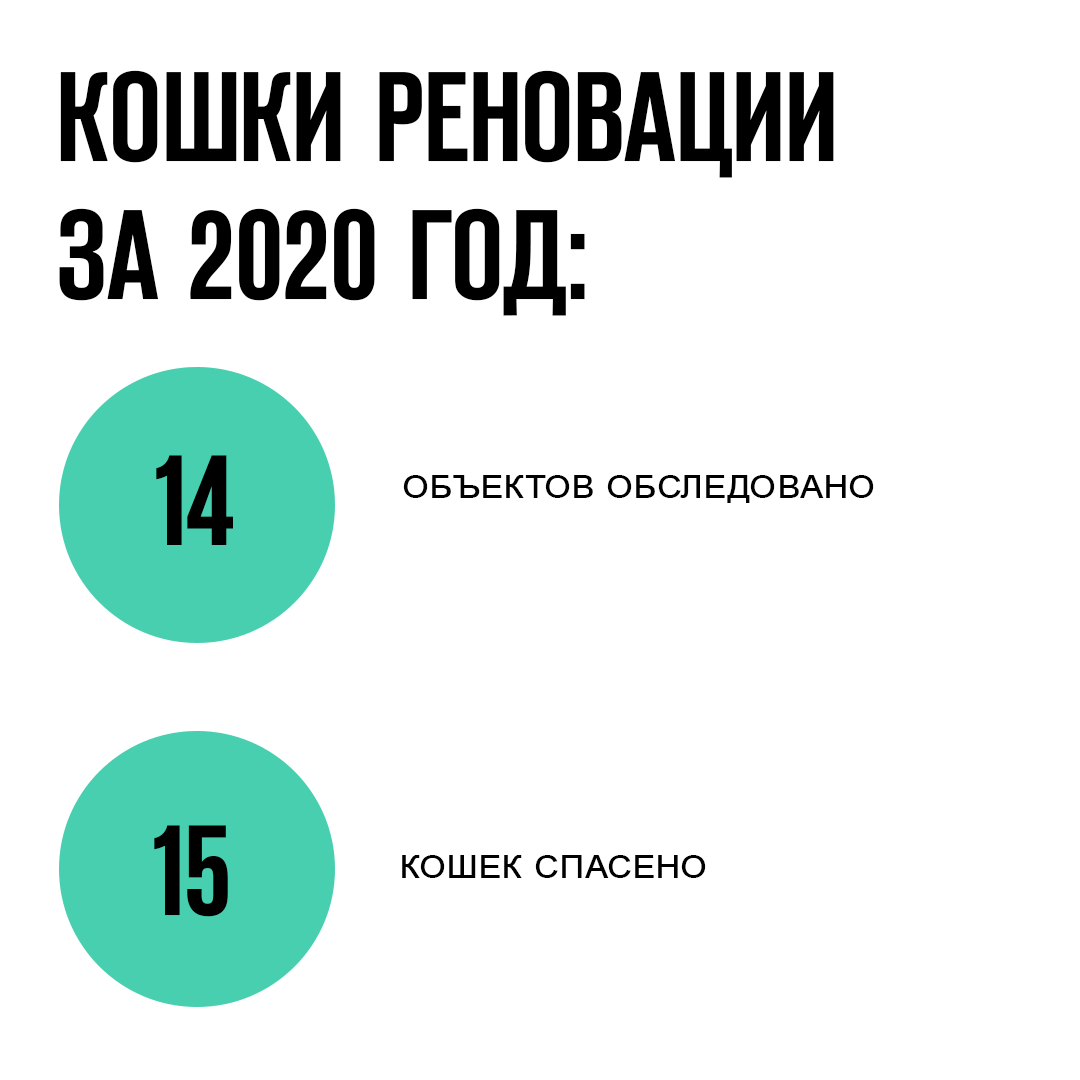 КОШКИ РЕНОВАЦИИ
ЗА 2020 ГОД:
14
ОБЪЕКТОВ ОБСЛЕДОВАНО
15
КОШЕК СПАСЕНО